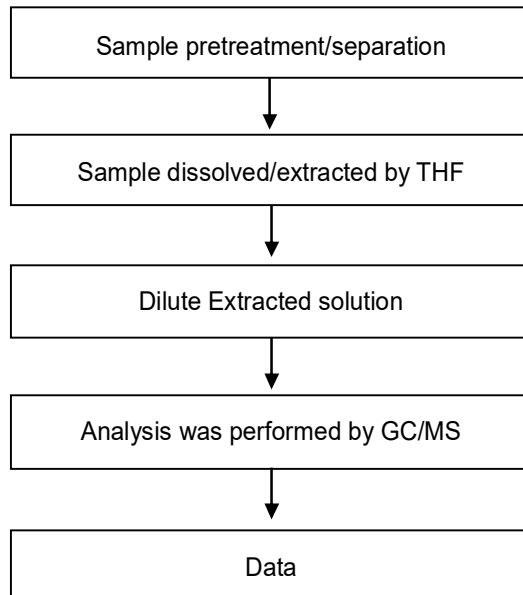 Sample pretreatment/separation
Sample dissolved/extracted by THF
Dilute Extracted solution
Analysis was performed by GC/MS
Data